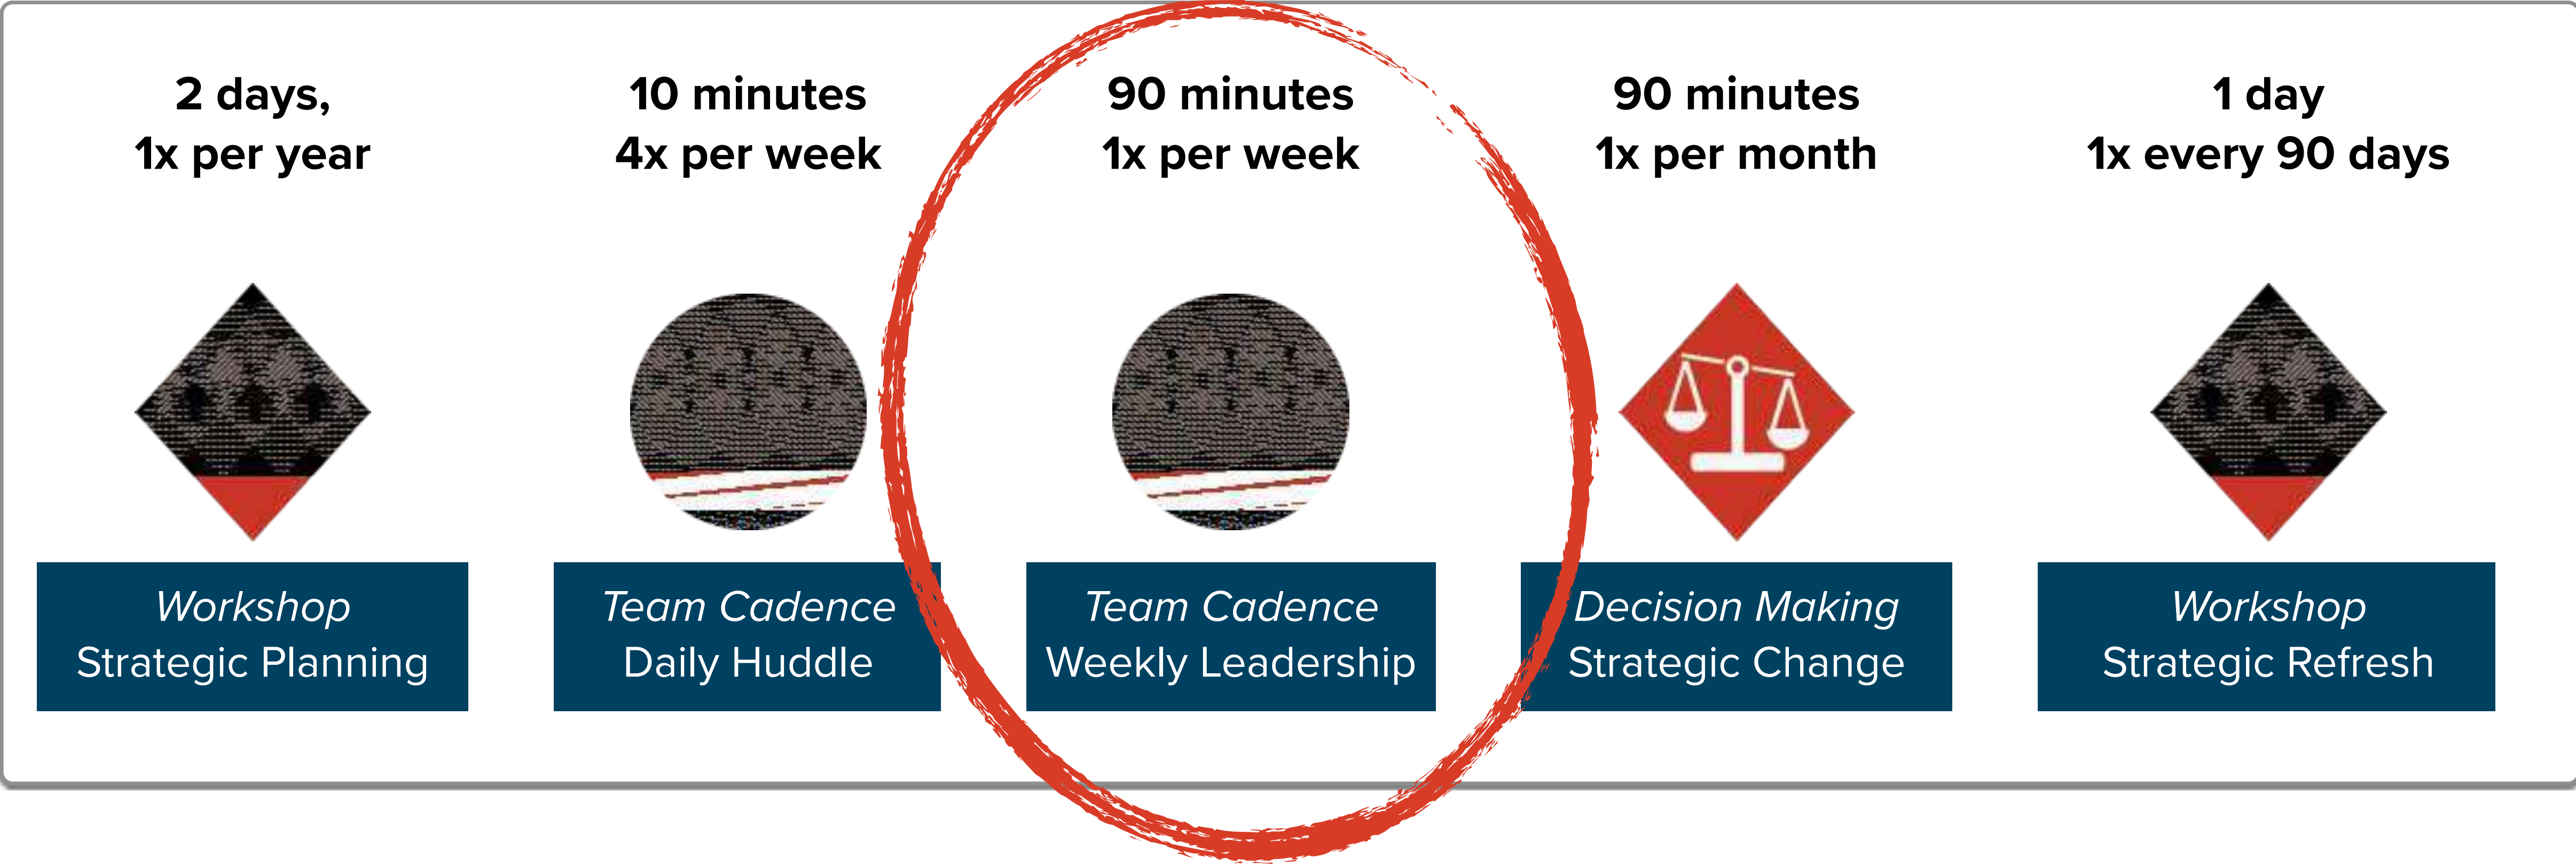 2 days,
1x per year
10 minutes
4x per week
90 minutes
1x per week
90 minutes
1x per month
1 day
1x every 90 days
Workshop
Strategic Planning
Team Cadence
Daily Huddle
Team Cadence
Weekly Leadership
Decision Making
Strategic Change
Workshop
Strategic Refresh